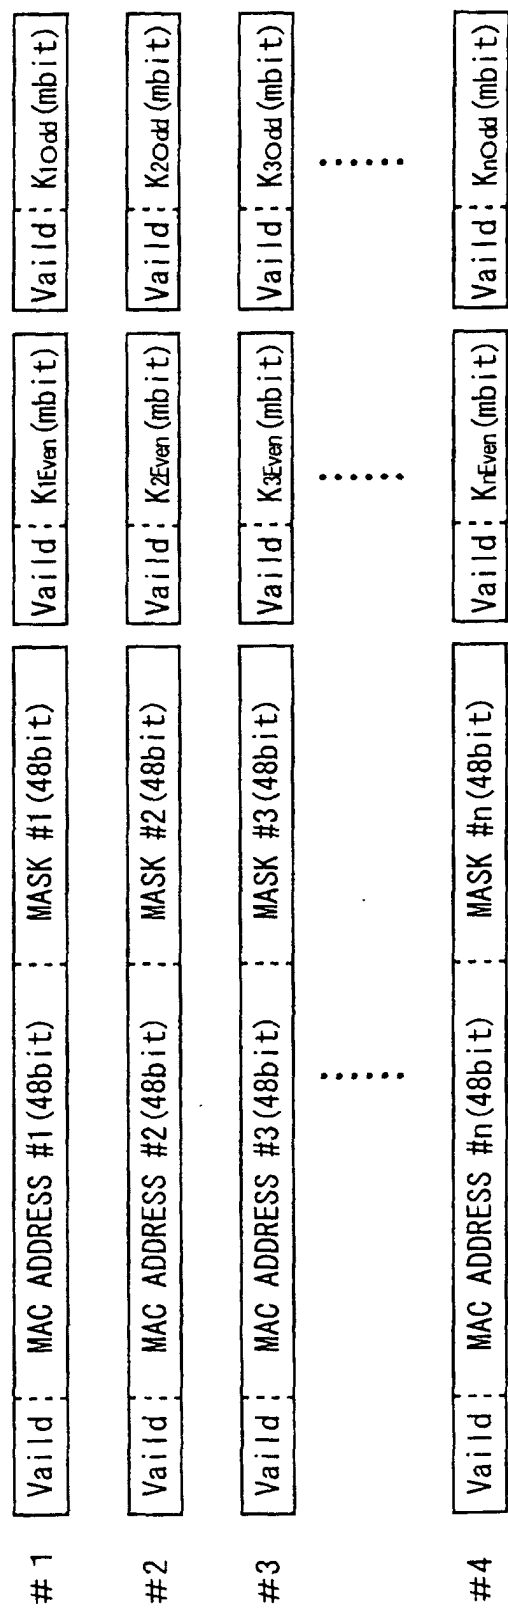 #1 Vaild MAC ADDRESS #1(48bit) MASK #1(48bit) Vaild K1Even(mbit) Vaild K1Odd(mbit)
#2 Vaild MAC ADDRESS #2(48bit) MASK #2(48bit) Vaild K2Even(mbit) Vaild K2Odd(mbit)
#3 Vaild MAC ADDRESS #3(48bit) MASK #3(48bit) Vaild K3Even(mbit) Vaild K3Odd(mbit)
...... ...... ......
#4 Vaild MAC ADDRESS #n(48bit) MASK #n(48bit) Vaild KnEven(mbit) Vaild KnOdd(mbit)